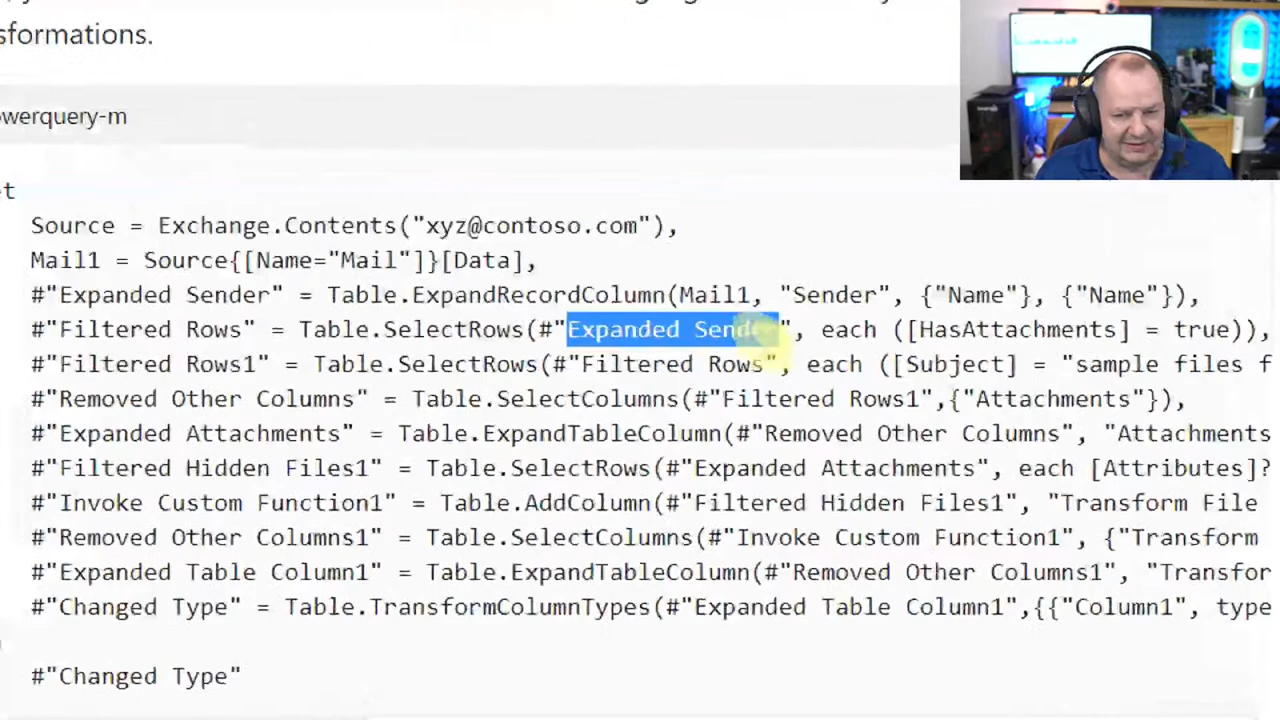 sformations.
owerquery-m
et
Source = Exchange.Contents("xyz@contoso.com"),
Mail1 = Source{[Name="Mail"]}[Data],
#"Expanded Sender" = Table.ExpandRecordColumn(Mail1, "Sender", {"Name"}, {"Name"}),
#"Filtered Rows" = Table.SelectRows(#"Expanded Sender", each ([HasAttachments] = true)),
#"Filtered Rows1" = Table.SelectRows(#"Filtered Rows", each ([Subject] = "sample files f
#"Removed Other Columns" = Table.SelectColumns(#"Filtered Rows1",{"Attachments"}),
#"Expanded Attachments" = Table.ExpandTableColumn(#"Removed Other Columns", "Attachments
#"Filtered Hidden Files1" = Table.SelectRows(#"Expanded Attachments", each [Attributes]?
#"Invoke Custom Function1" = Table.AddColumn(#"Filtered Hidden Files1", "Transform File
#"Removed Other Columns1" = Table.SelectColumns(#"Invoke Custom Function1", {"Transform
#"Expanded Table Column1" = Table.ExpandTableColumn(#"Removed Other Columns1", "Transfor
#"Changed Type" = Table.TransformColumnTypes(#"Expanded Table Column1",{{"Column1", type
#"Changed Type"